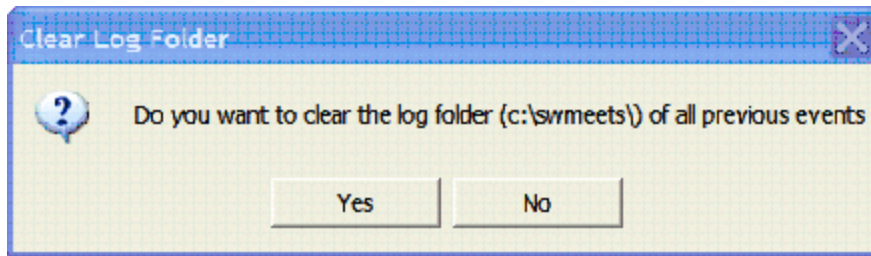 Clear Log Folder
Do you want to clear the log folder (c:\swmeets\) of all previous events
Yes
No